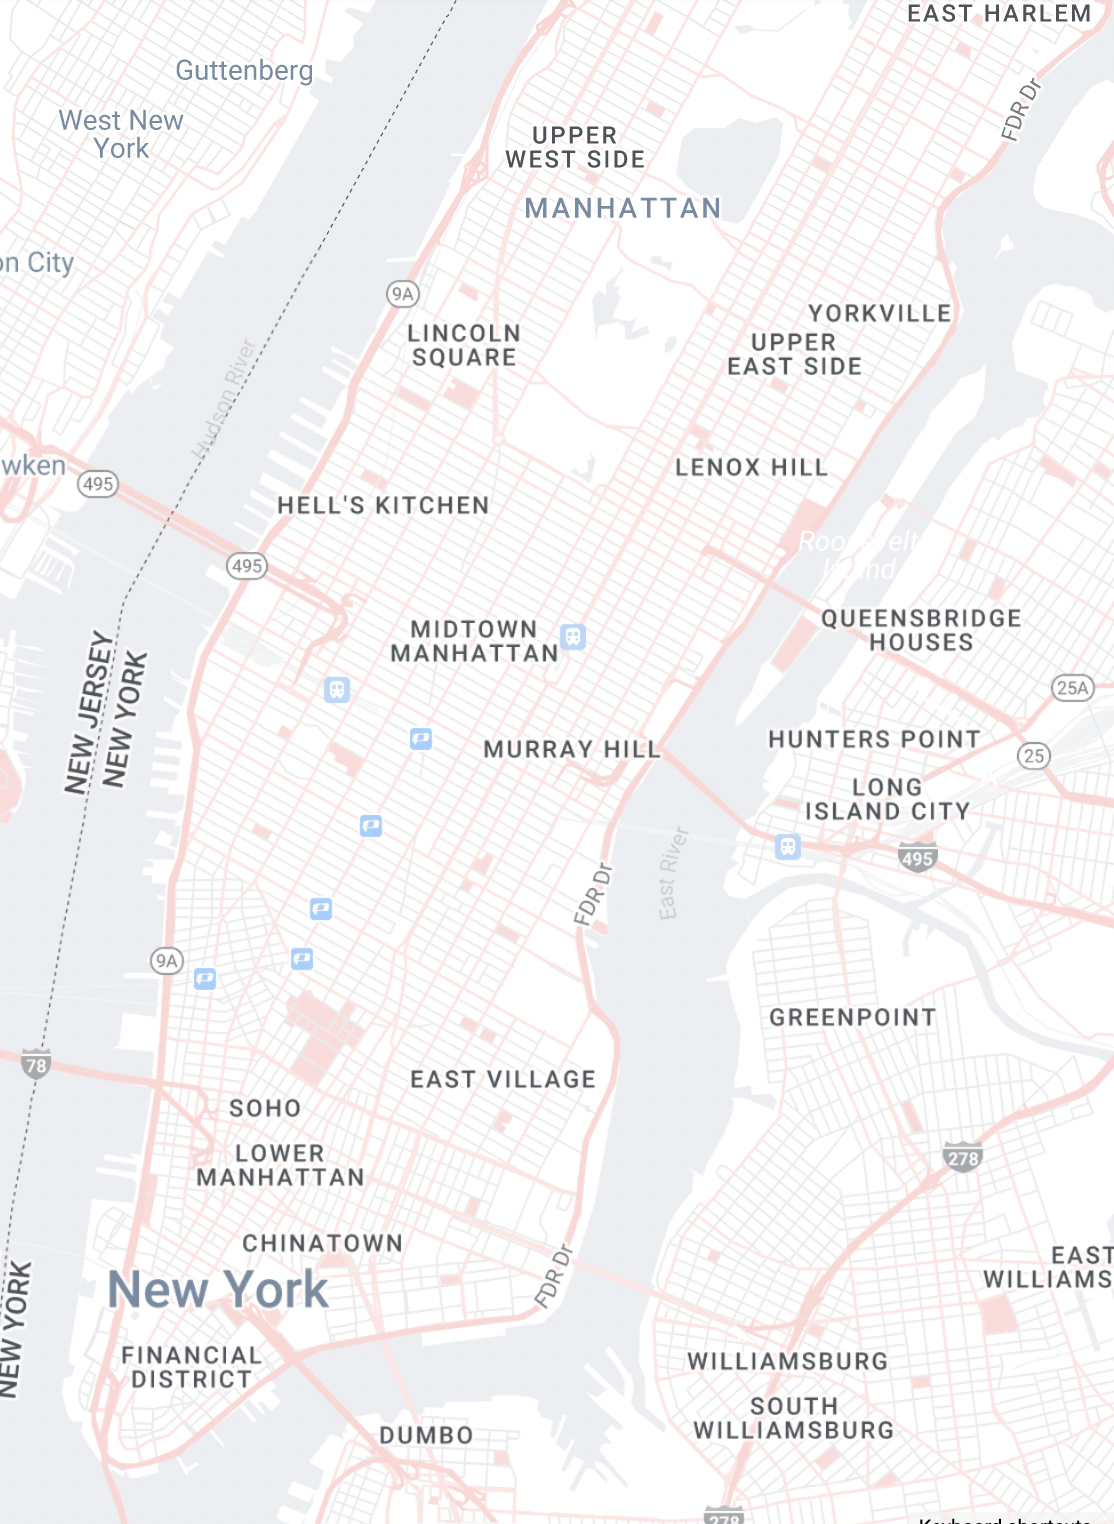 EAST HARLEM
Guttenberg
FDR Dr
West New
York
UPPER
WEST SIDE
MANHATTAN
on City
9A
YORKVILLE
LINCOLN
SQUARE
UPPER
EAST SIDE
Hudson River
wken
495
LENOX HILL
HELL'S KITCHEN
495
MIDTOWN
MANHATTAN
QUEENSBRIDGE
HOUSES
NEW JERSEY
NEW YORK
25A
MURRAY HILL
HUNTERS POINT
25
LONG
ISLAND CITY
495
East River
FDR Dr
9A
GREENPOINT
78
EAST VILLAGE
SOHO
LOWER
MANHATTAN
278
CHINATOWN
FDR Dr
EAST
WILLIAMS
New York
NEW YORK
FINANCIAL
DISTRICT
WILLIAMSBURG
SOUTH
WILLIAMSBURG
DUMBO
278